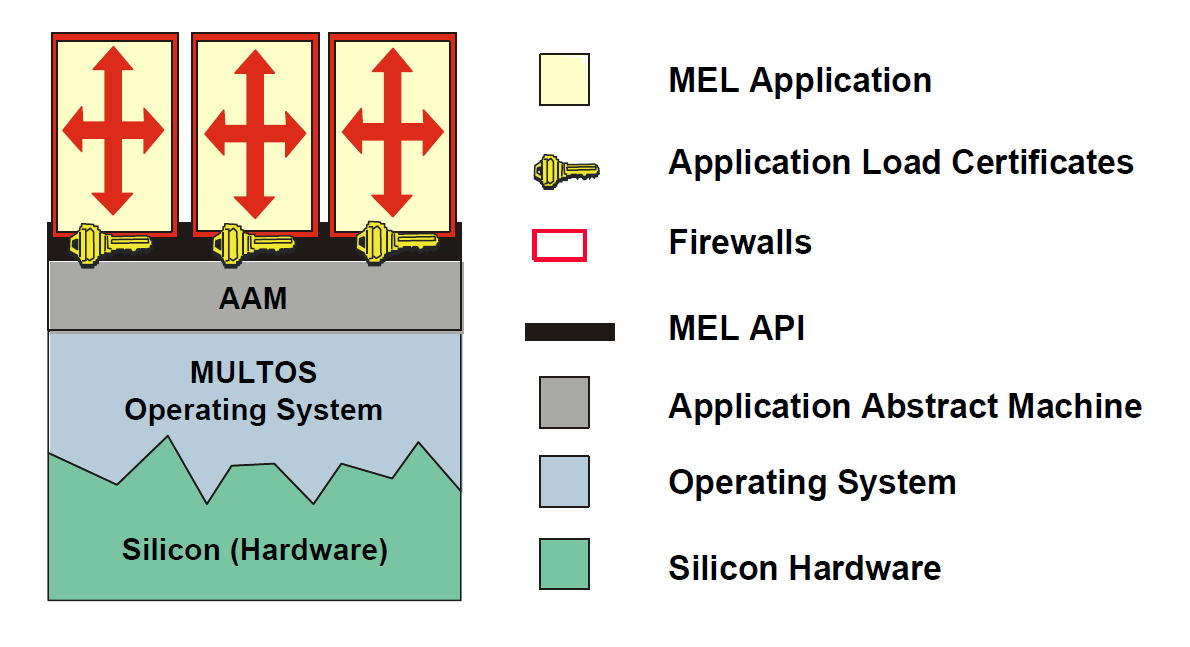 AAM
MULTOS
Operating System
Silicon (Hardware)
MEL Application
Application Load Certificates
Firewalls
MEL API
Application Abstract Machine
Operating System
Silicon Hardware